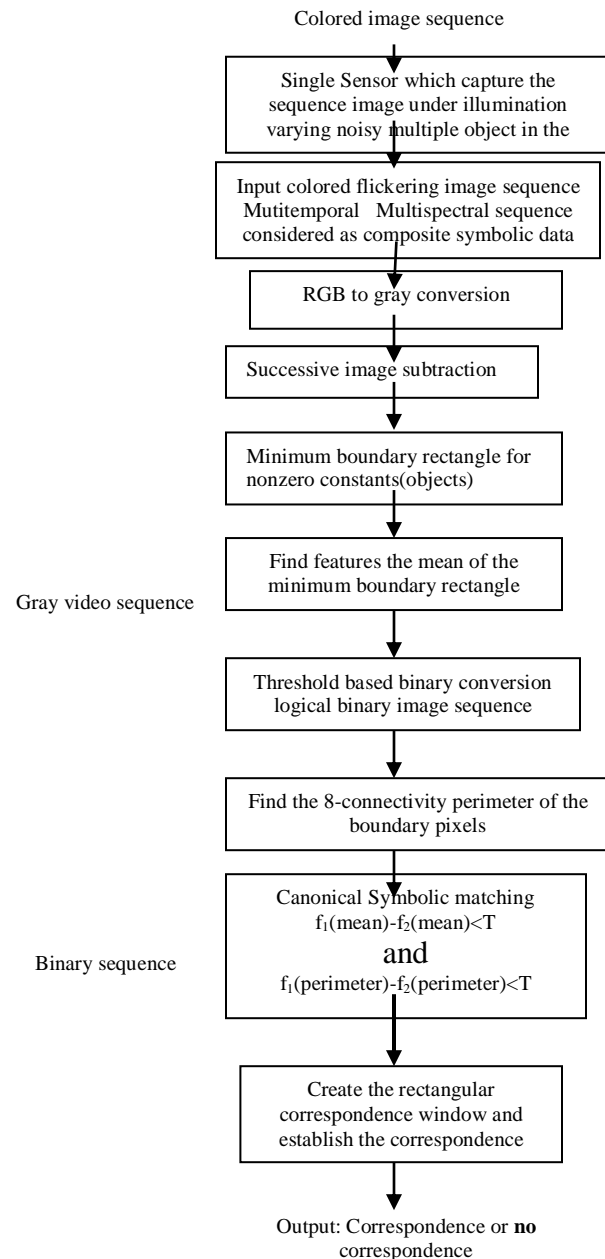 Colored image sequence
Single Sensor which capture the
sequence image under illumination
varying noisy multiple object in the
Input colored flickering image sequence
Mutitemporal Multispectral sequence
considered as composite symbolic data
RGB to gray conversion
Successive image subtraction
Minimum boundary rectangle for
nonzero constants(objects)
Find features the mean of the
minimum boundary rectangle
Gray video sequence
Threshold based binary conversion
logical binary image sequence
Find the 8-connectivity perimeter of the
boundary pixels
Canonical Symbolic matching
f₁(mean)-f₂(mean)<T
and
f₁(perimeter)-f₂(perimeter)<T
Binary sequence
Create the rectangular
correspondence window and
establish the correspondence
Output: Correspondence or no
correspondence